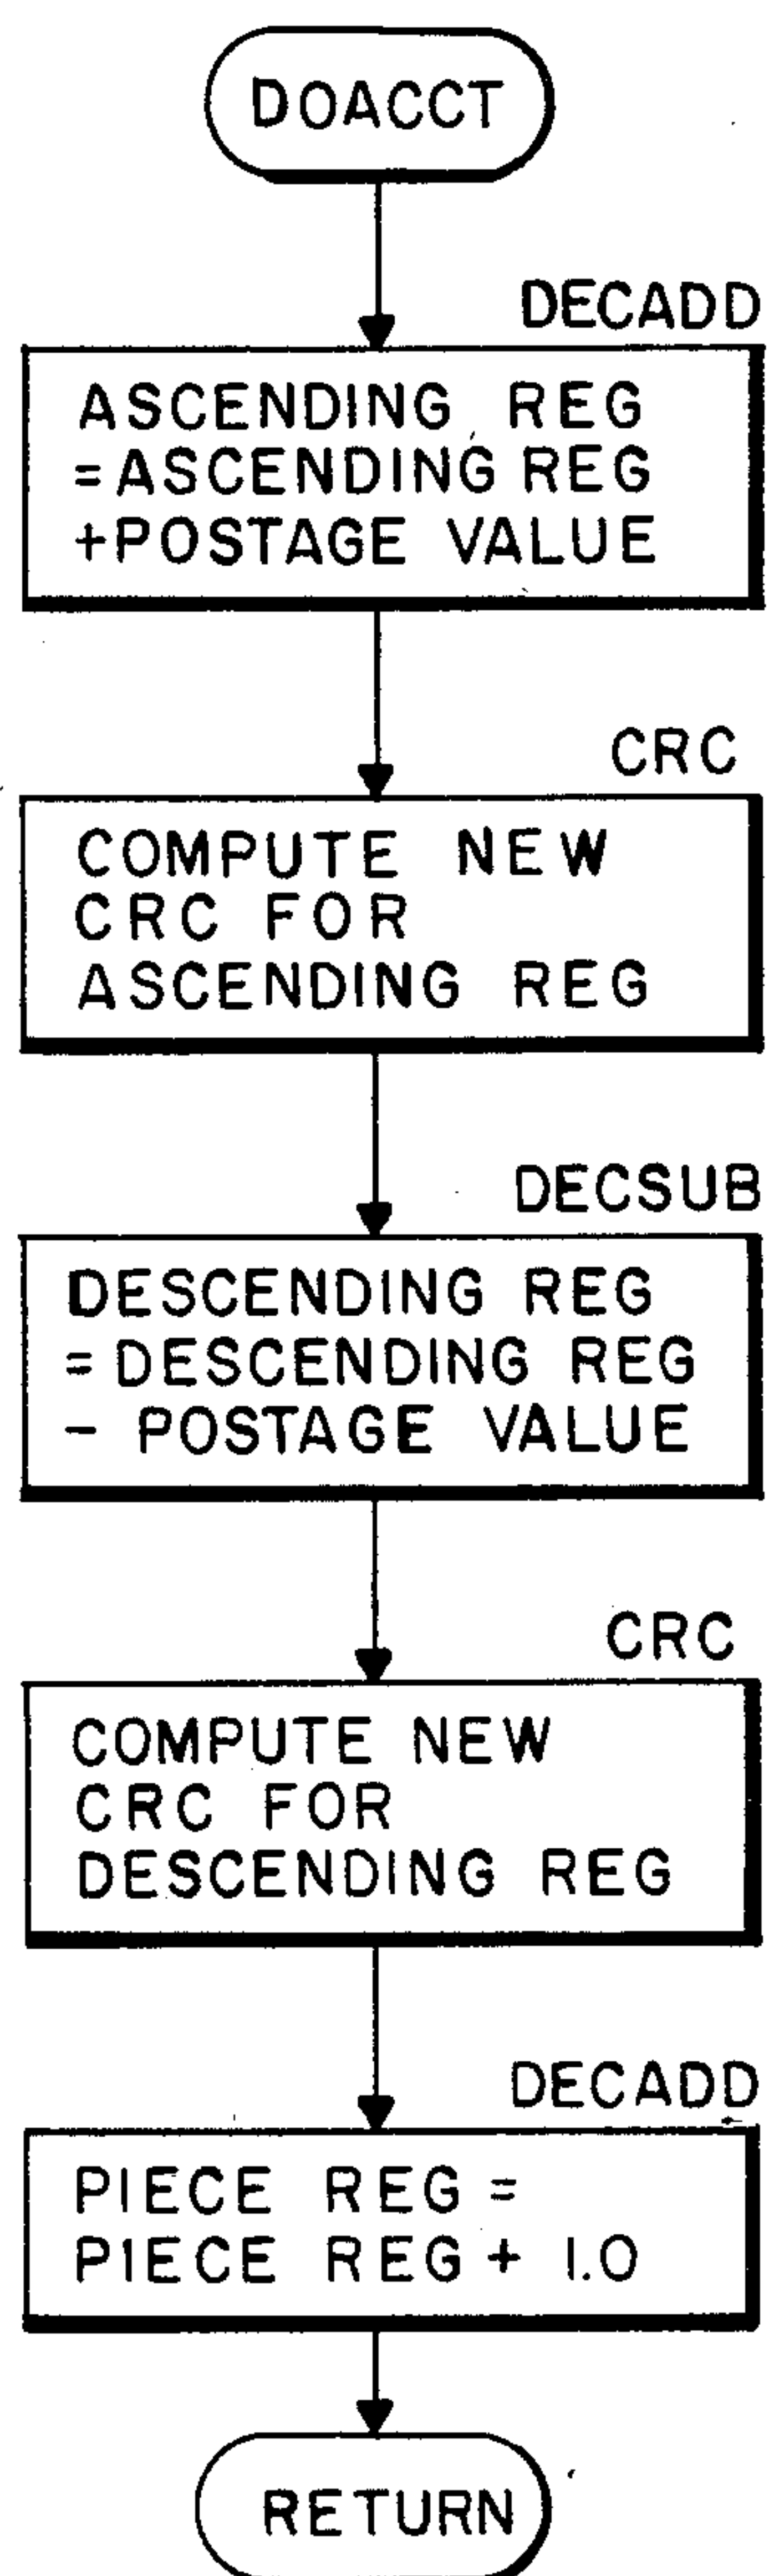 DOACCT
DECADD
ASCENDING REG
=ASCENDING REG
+POSTAGE VALUE
CRC
COMPUTE NEW
CRC FOR
ASCENDING REG
DECSUB
DESCENDING REG
= DESCENDING REG
- POSTAGE VALUE
CRC
COMPUTE NEW
CRC FOR
DESCENDING REG
DECADD
PIECE REG =
PIECE REG + 1.0
RETURN